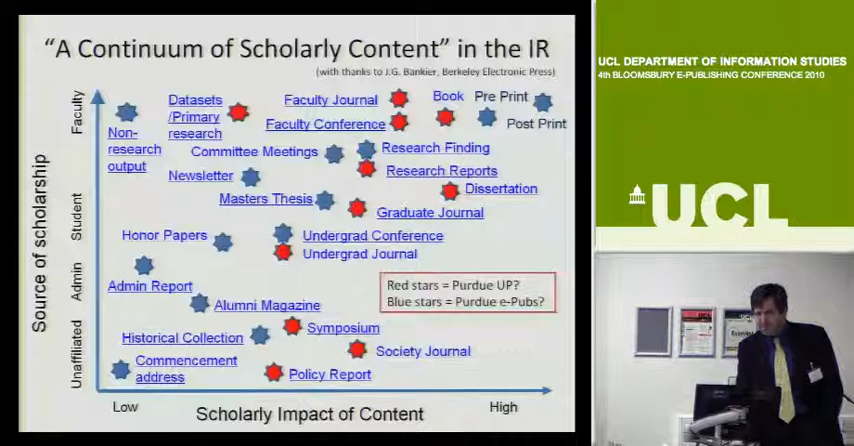 "A Continuum of Scholarly Content" in the IR
(with thanks to J.G. Bankier, Berkeley Electronic Press)
Source of scholarship
Faculty
Student
Admin
Unaffiliated
Non-
research
output
Datasets
/Primary
research
Faculty Journal
Faculty Conference
Book
Pre Print
Post Print
Committee Meetings
Research Finding
Research Reports
Newsletter
Dissertation
Masters Thesis
Graduate Journal
Honor Papers
Undergrad Conference
Undergrad Journal
Admin Report
Red stars = Purdue UP?
Blue stars = Purdue e-Pubs?
Alumni Magazine
Historical Collection
Symposium
Society Journal
Commencement
address
Policy Report
Low
Scholarly Impact of Content
High
UCL DEPARTMENT OF INFORMATION STUDIES
4TH BLOOMSBURY E-PUBLISHING CONFERENCE 2010
UCL